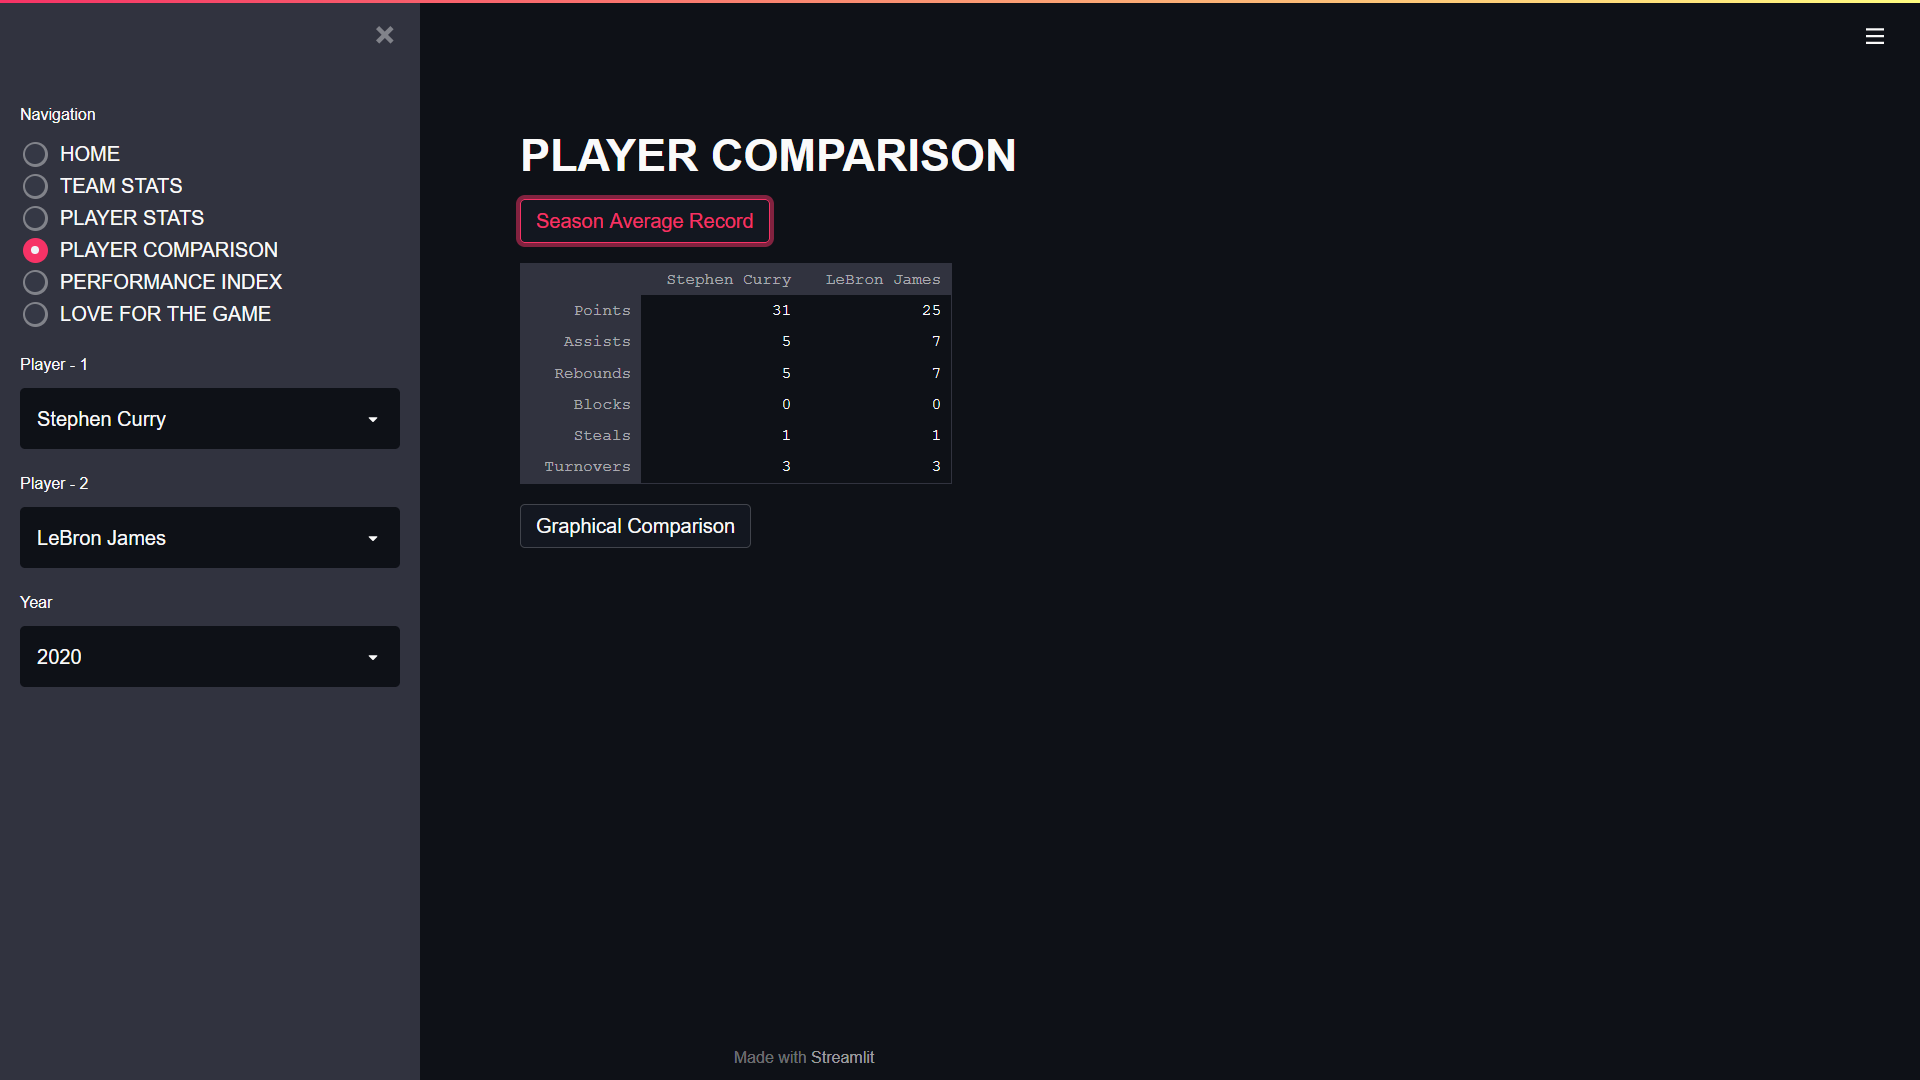 Navigation
HOME
TEAM STATS
PLAYER STATS
PLAYER COMPARISON
PERFORMANCE INDEX
LOVE FOR THE GAME
Player - 1
Stephen Curry
Player - 2
LeBron James
Year
2020
PLAYER COMPARISON
Season Average Record
Stephen Curry LeBron James
Points 31 25
Assists 5 7
Rebounds 5 7
Blocks 0 0
Steals 1 1
Turnovers 3 3
Graphical Comparison
Made with Streamlit